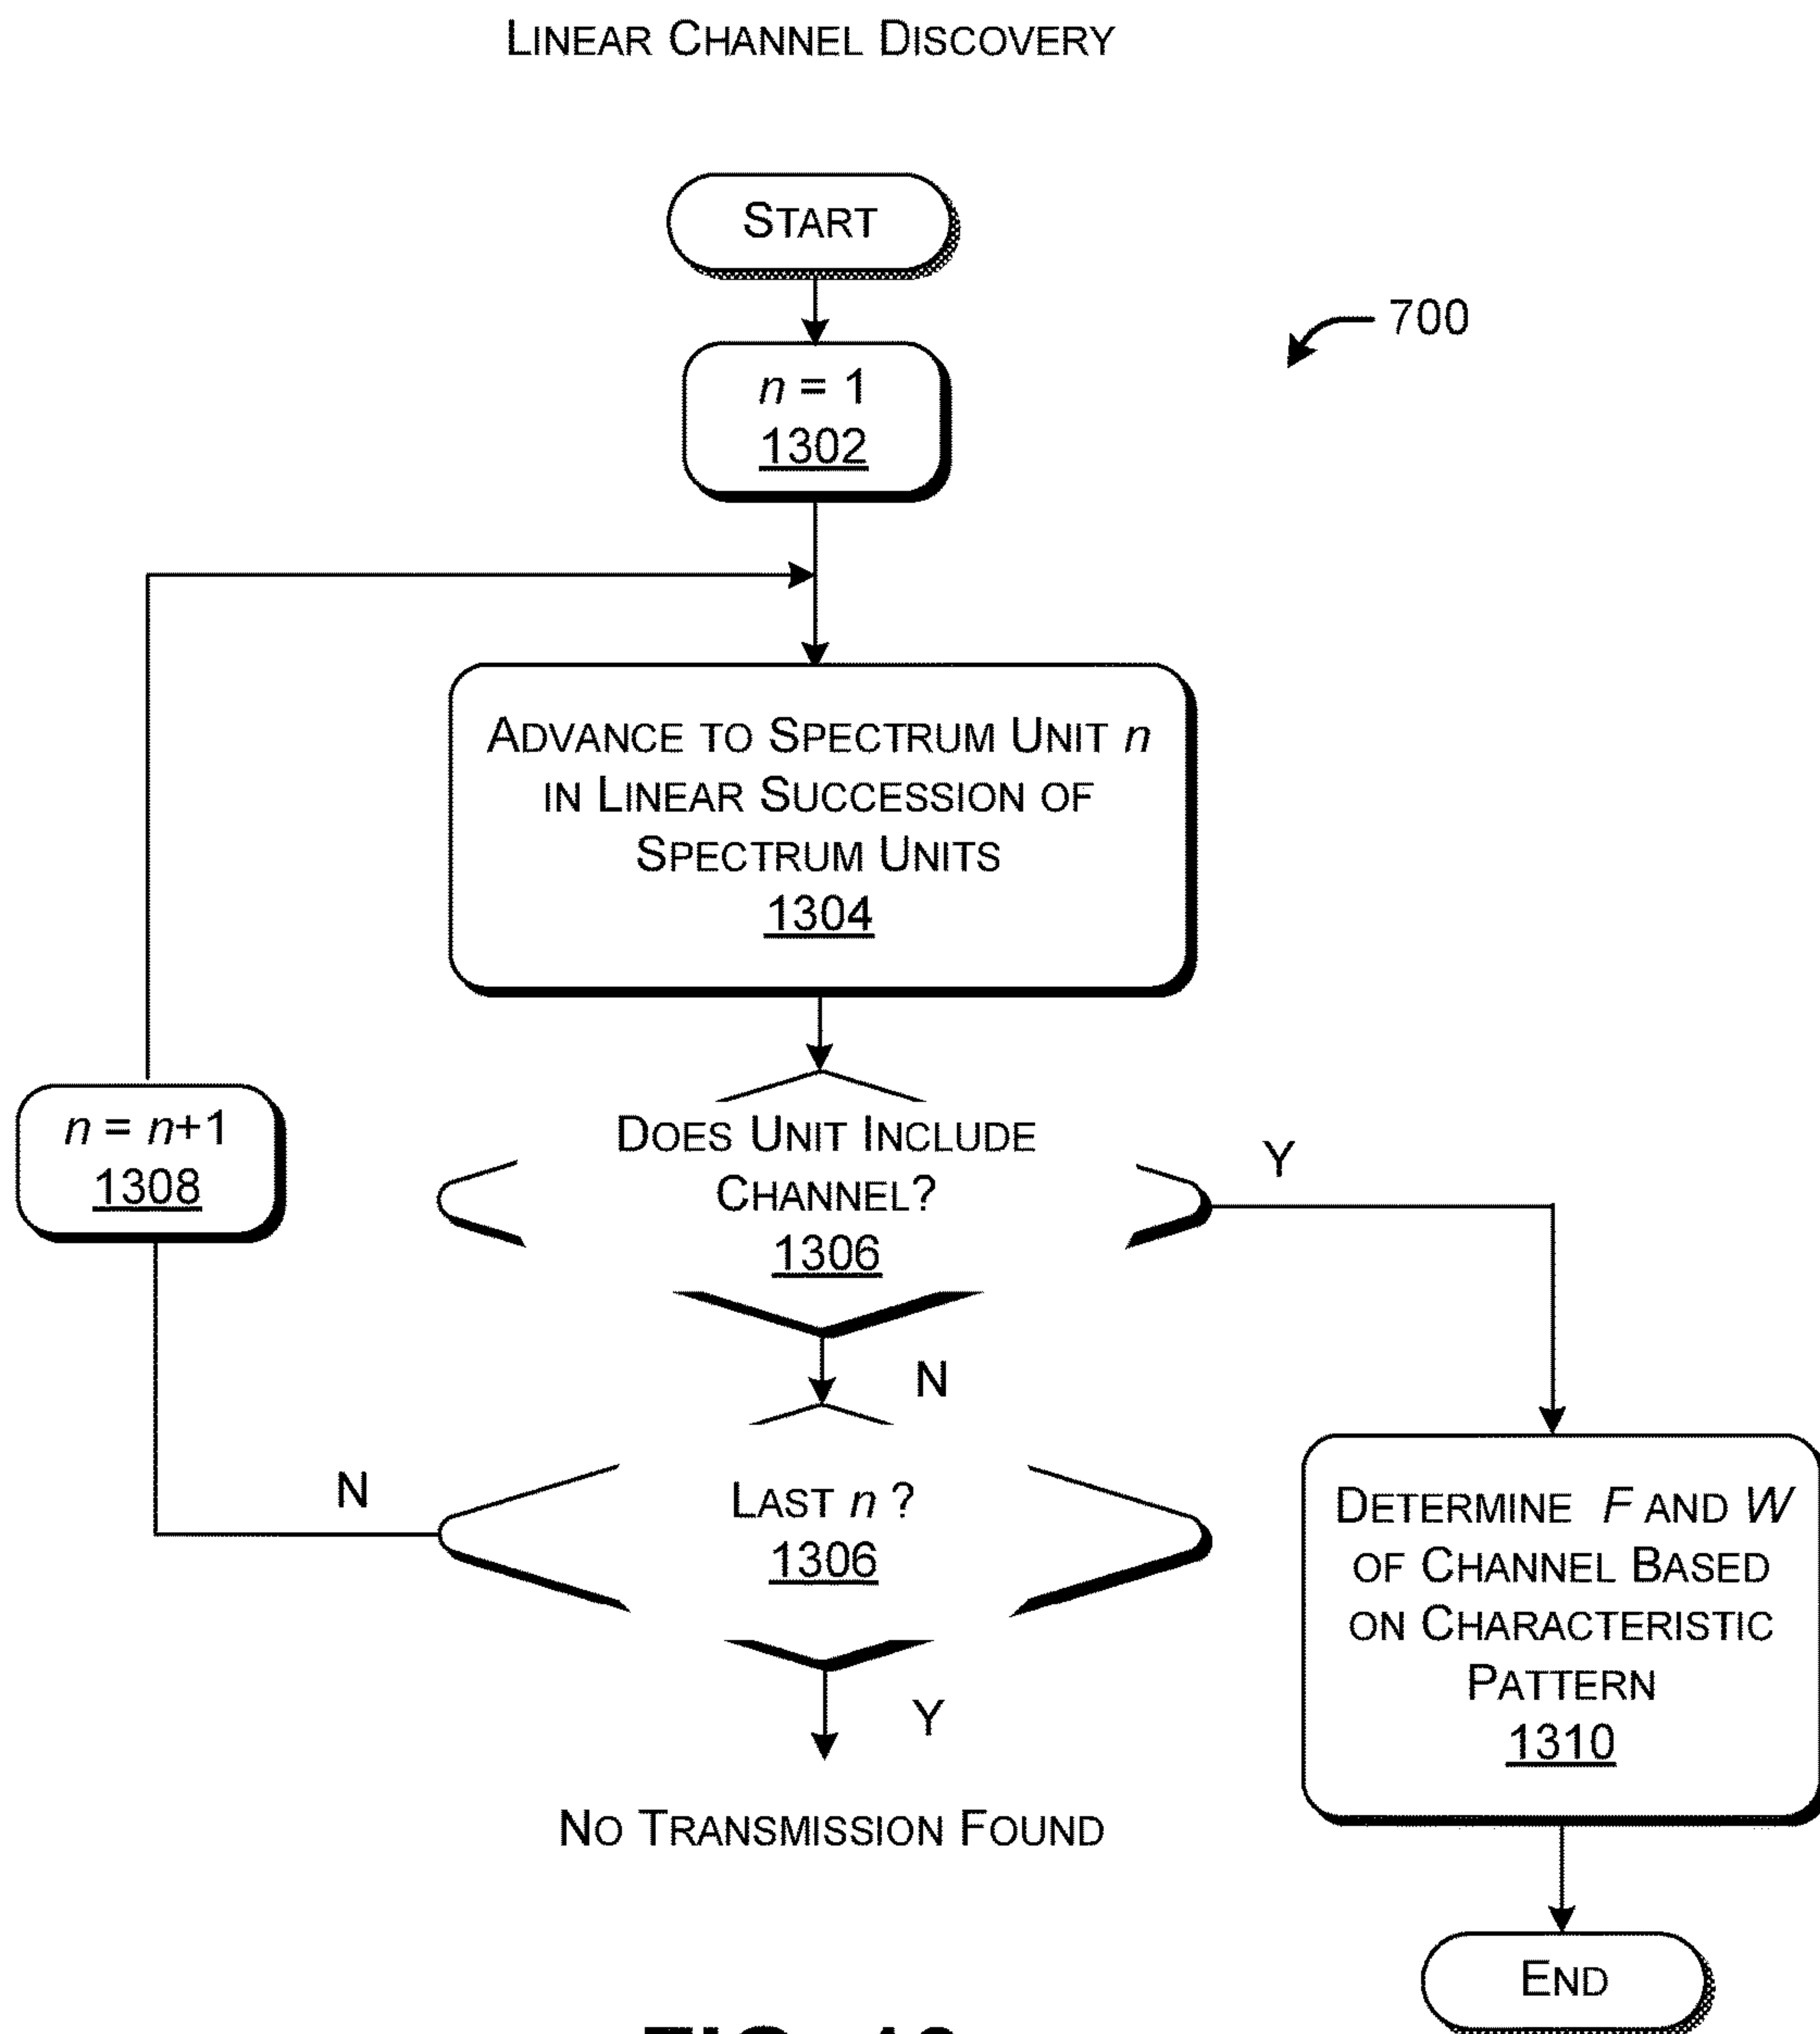 LINEAR CHANNEL DISCOVERY
START
700
n = 1
1302
ADVANCE TO SPECTRUM UNIT n
IN LINEAR SUCCESSION OF
SPECTRUM UNITS
1304
n = n+1
1308
DOES UNIT INCLUDE
CHANNEL?
1306
Y
N
LAST n ?
1306
N
Y
NO TRANSMISSION FOUND
DETERMINE F AND W
OF CHANNEL BASED
ON CHARACTERISTIC
PATTERN
1310
END